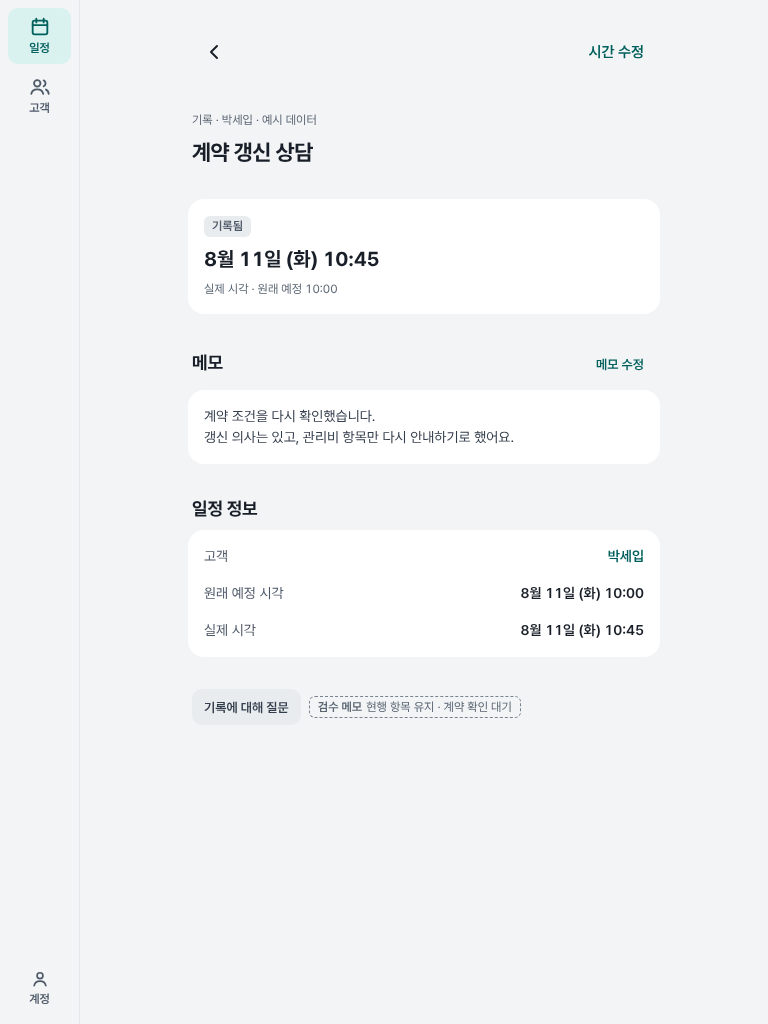 일정
고객
시간 수정
기록 · 박세입 · 예시 데이터
계약 갱신 상담
기록됨
8월 11일 (화) 10:45
실제 시각 · 원래 예정 10:00
메모
메모 수정
계약 조건을 다시 확인했습니다.
갱신 의사는 있고, 관리비 항목만 다시 안내하기로 했어요.
일정 정보
고객 박세입
원래 예정 시각 8월 11일 (화) 10:00
실제 시각 8월 11일 (화) 10:45
기록에 대해 질문
검수 메모 현행 항목 유지 · 계약 확인 대기
계정